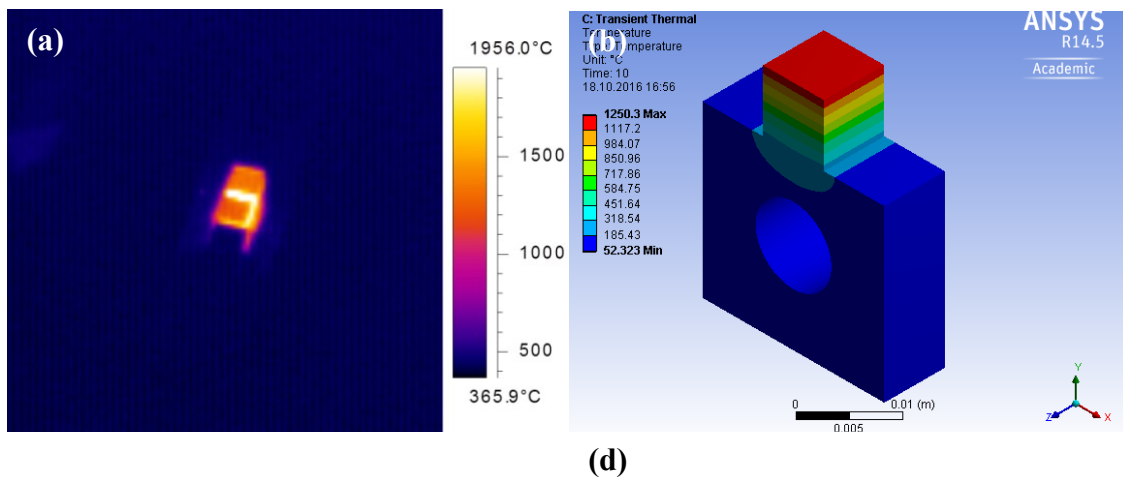 (a)
1956.0°C
1500
1000
500
365.9°C
C: Transient Thermal
Temperature
Type: Temperature
Unit: °C
Time: 10
18.10.2016 16:56
(b)
1250.3 Max
1117.2
984.07
850.96
717.86
584.75
451.64
318.54
185.43
52.323 Min
ANSYS
R14.5
Academic
0
0.01 (m)
0.005
Y
Z
X
(d)